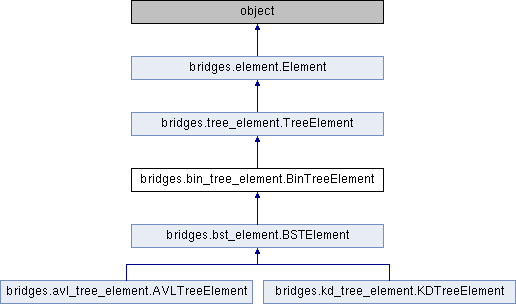 object
bridges.element.Element
bridges.tree_element.TreeElement
bridges.bin_tree_element.BinTreeElement
bridges.bst_element.BSTElement
bridges.avl_tree_element.AVLTreeElement
bridges.kd_tree_element.KDTreeElement